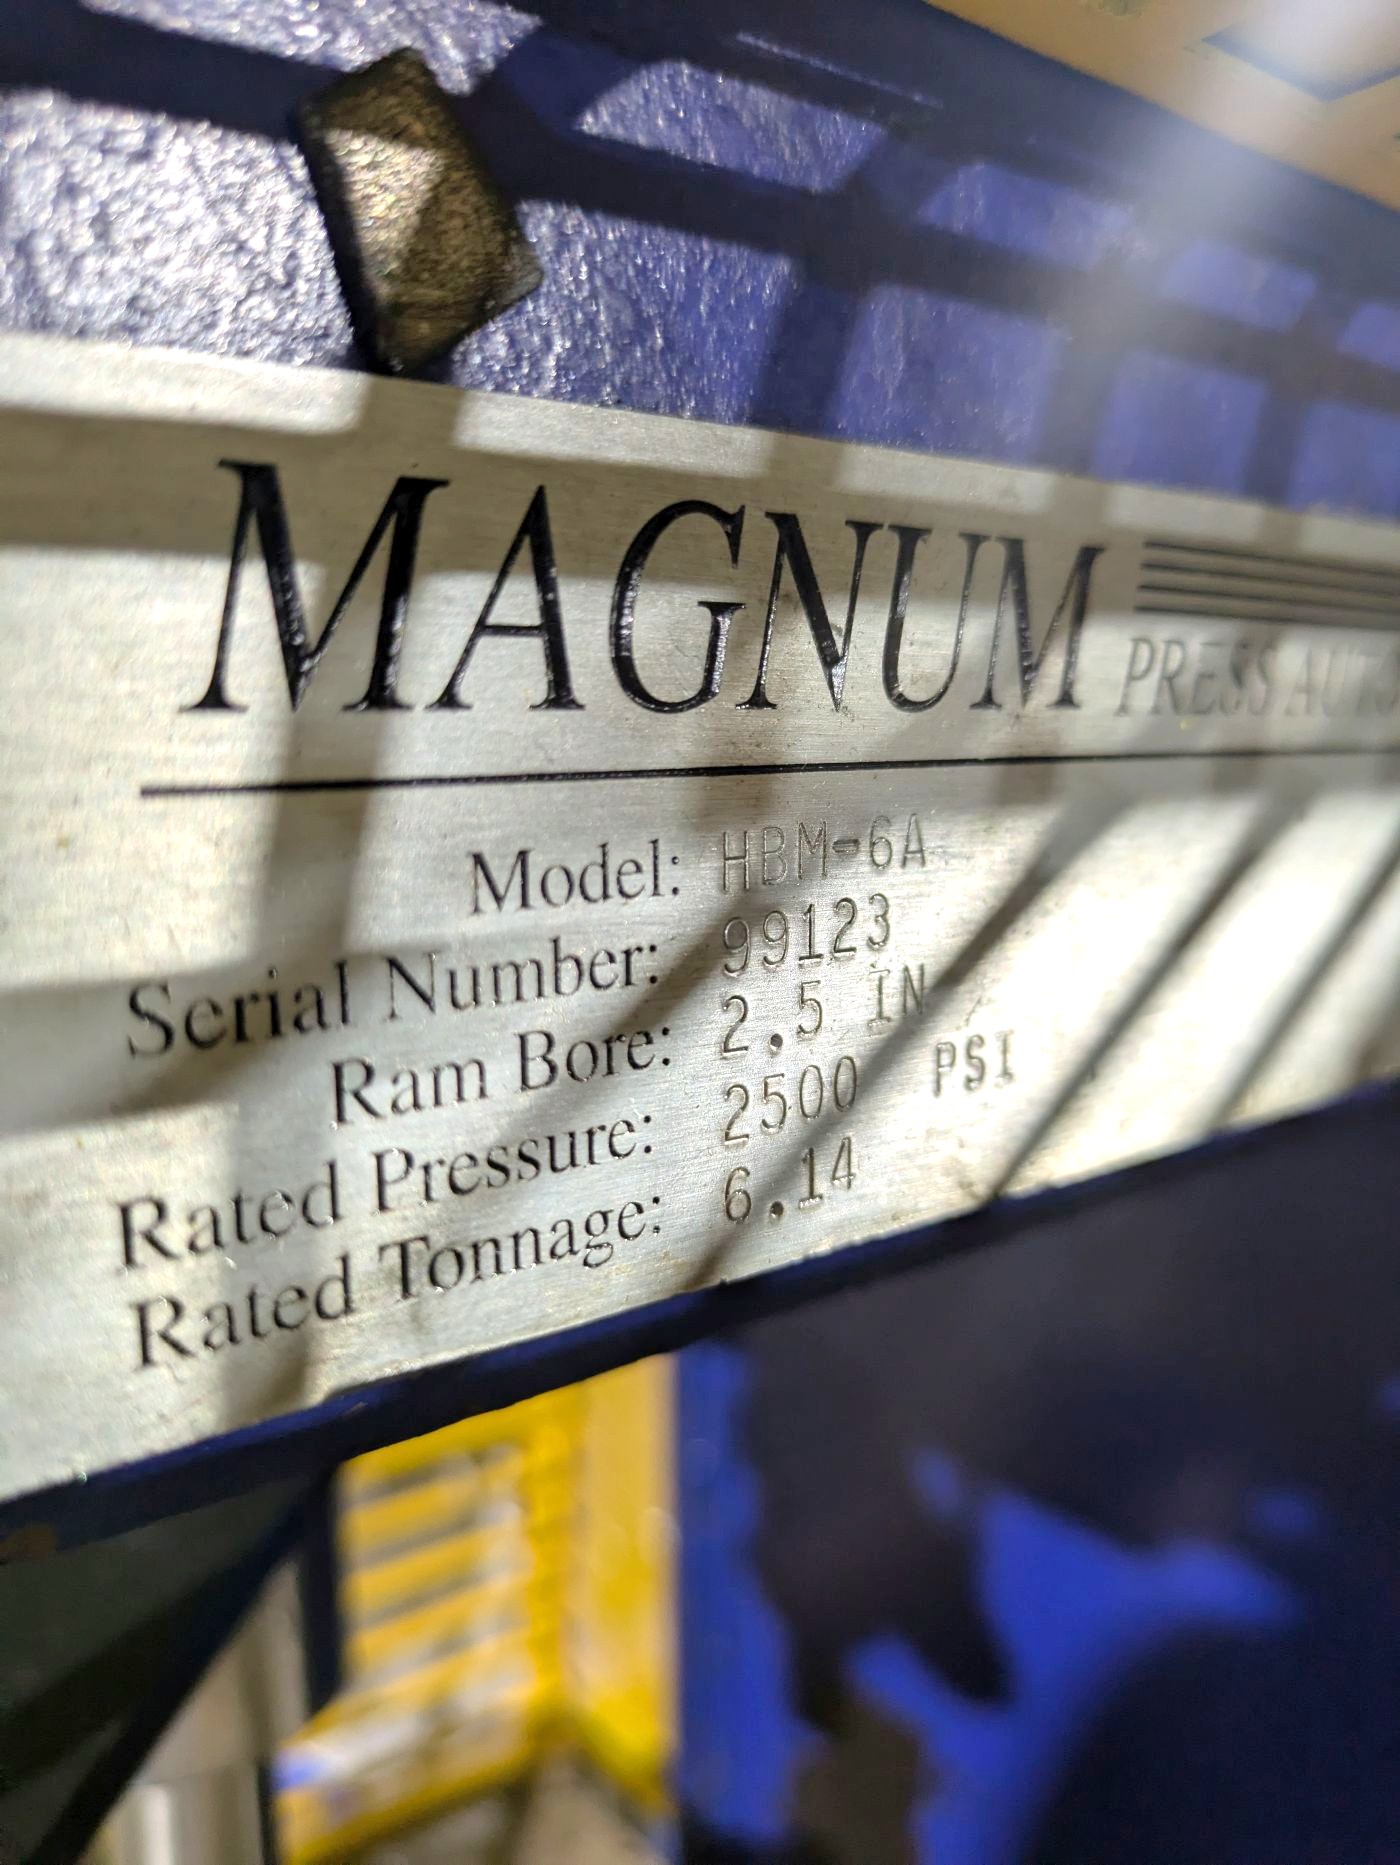 MAGNUM
PRESS
Model: HBM-6A
Serial Number: 99123
Ram Bore: 2.5 IN
Rated Pressure: 2500 PSI
Rated Tonnage: 6.14